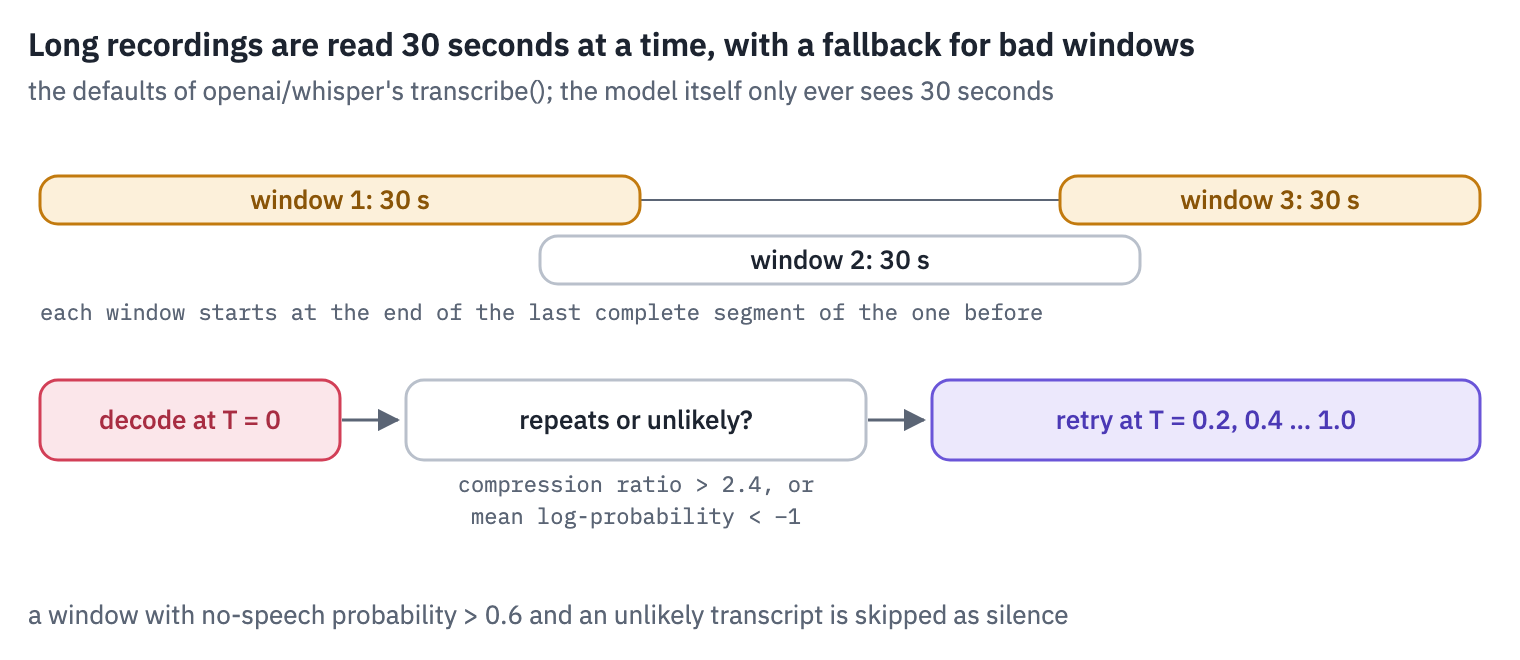 Long recordings are read 30 seconds at a time, with a fallback for bad windows
the defaults of openai/whisper's transcribe(); the model itself only ever sees 30 seconds
window 1: 30 s
window 3: 30 s
window 2: 30 s
each window starts at the end of the last complete segment of the one before
decode at T = 0
repeats or unlikely?
retry at T = 0.2, 0.4 ... 1.0
compression ratio > 2.4, or
mean log-probability < −1
a window with no-speech probability > 0.6 and an unlikely transcript is skipped as silence